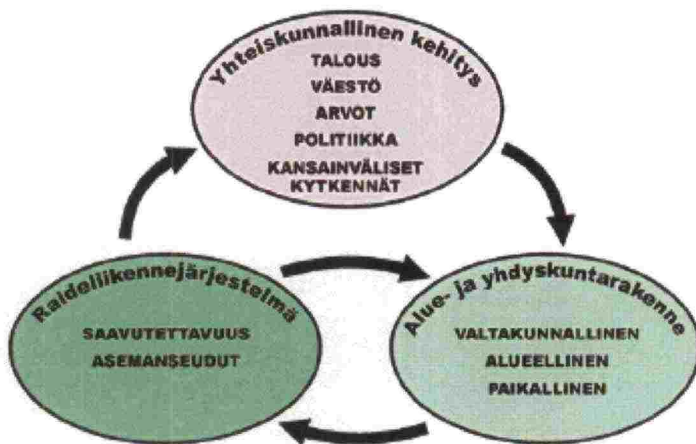 Yhteiskunnallinen kehitys
TALOUS
VÄESTÖ
ARVOT
POLITIIKKA
KANSAINVÄLISET
KYTKENNÄT
Raideliikennejärjestelmä
SAAVUTETTAVUUS
ASEMANSEUDUT
Alue- ja yhdyskuntarakenne
VALTAKUNNALLINEN
ALUEELLINEN
PAIKALLINEN